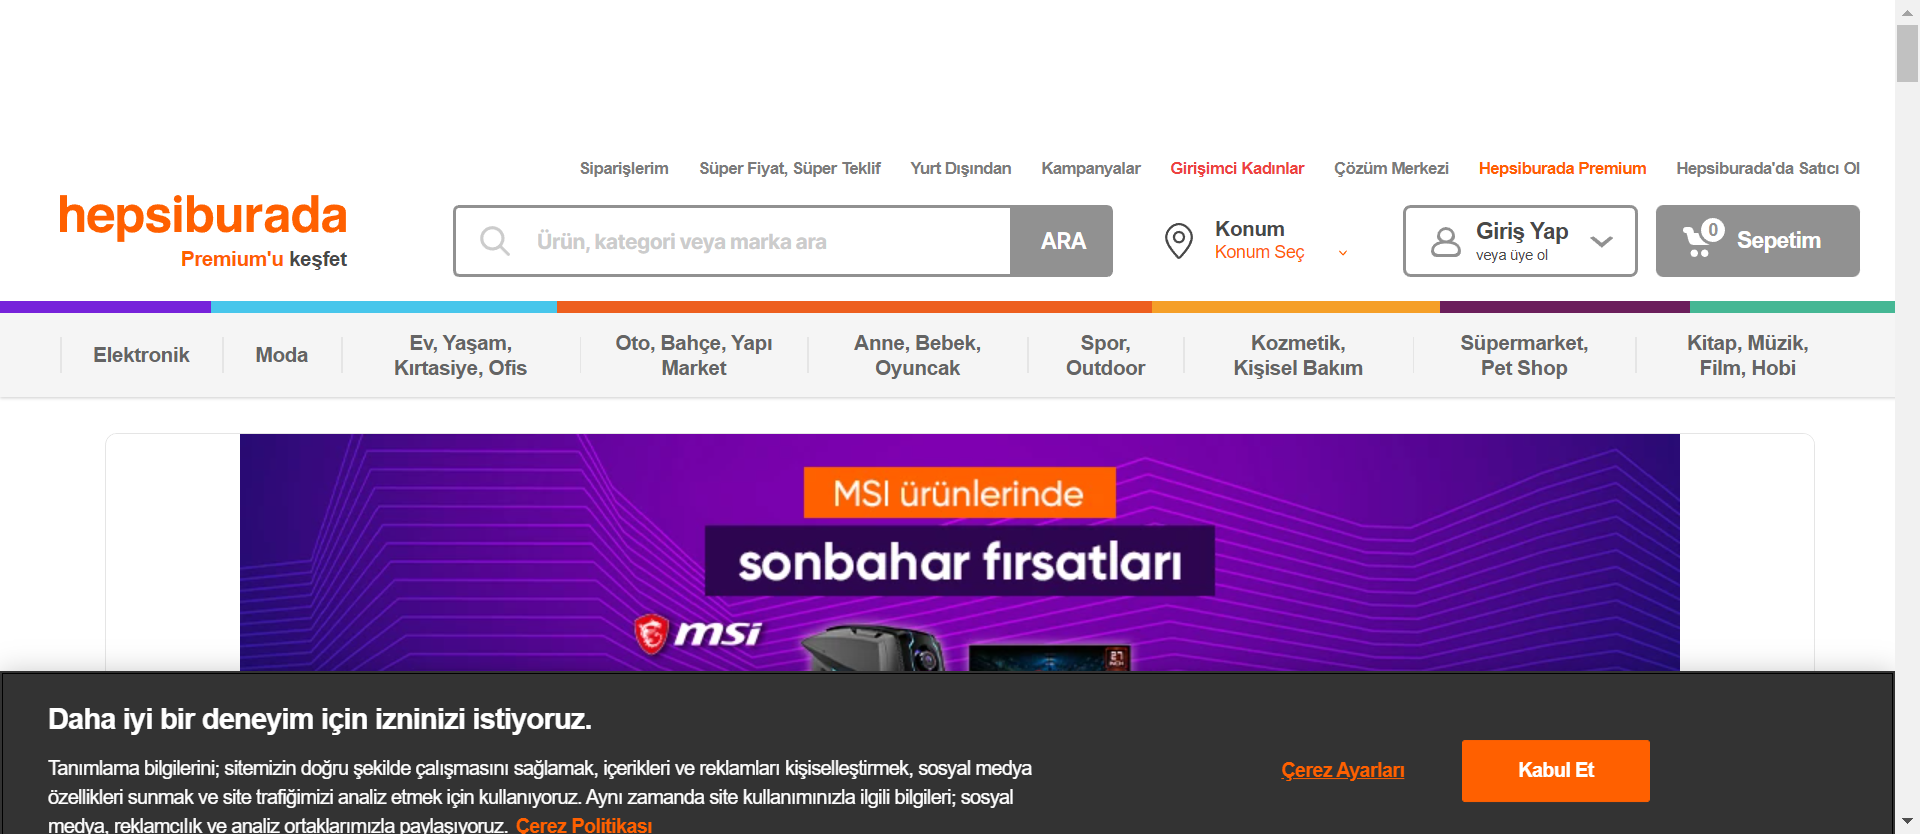 Siparişlerim Süper Fiyat, Süper Teklif Yurt Dışından Kampanyalar Girişimci Kadınlar Çözüm Merkezi Hepsiburada Premium Hepsiburada'da Satıcı Ol
hepsiburada
Premium'u keşfet
Ürün, kategori veya marka ara
ARA
Konum
Konum Seç
Giriş Yap
veya üye ol
0
Sepetim
Elektronik
Moda
Ev, Yaşam,
Kırtasiye, Ofis
Oto, Bahçe, Yapı
Market
Anne, Bebek,
Oyuncak
Spor,
Outdoor
Kozmetik,
Kişisel Bakım
Süpermarket,
Pet Shop
Kitap, Müzik,
Film, Hobi
MSI ürünlerinde
sonbahar fırsatları
msi
27
INCH
Daha iyi bir deneyim için izninizi istiyoruz.
Tanımlama bilgilerini; sitemizin doğru şekilde çalışmasını sağlamak, içerikleri ve reklamları kişiselleştirmek, sosyal medya
özellikleri sunmak ve site trafiğimizi analiz etmek için kullanıyoruz. Aynı zamanda site kullanımınızla ilgili bilgileri; sosyal
medya, reklamcılık ve analiz ortaklarımızla paylaşıyoruz. Çerez Politikası
Çerez Ayarları
Kabul Et